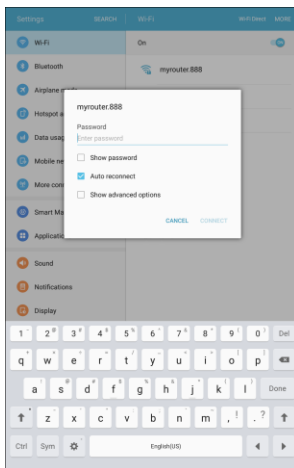 Settings SEARCH Wi-Fi Wi-Fi Direct MORE
Wi-Fi On
Bluetooth myrouter.888
Airplane mode
myrouter.888
Hotspot a
Password
Enter password
Data usag
Show password
Mobile ne
Auto reconnect
More con
Show advanced options
Smart Ma
CANCEL CONNECT
Applicatio
Sound
Notifications
Display
1 2 3 4 5 6 7 8 9 0 Del
q w e r t y u i o p
a s d f g h j k l Done
z x c v b n m , ! . ?
Ctrl Sym English(US)